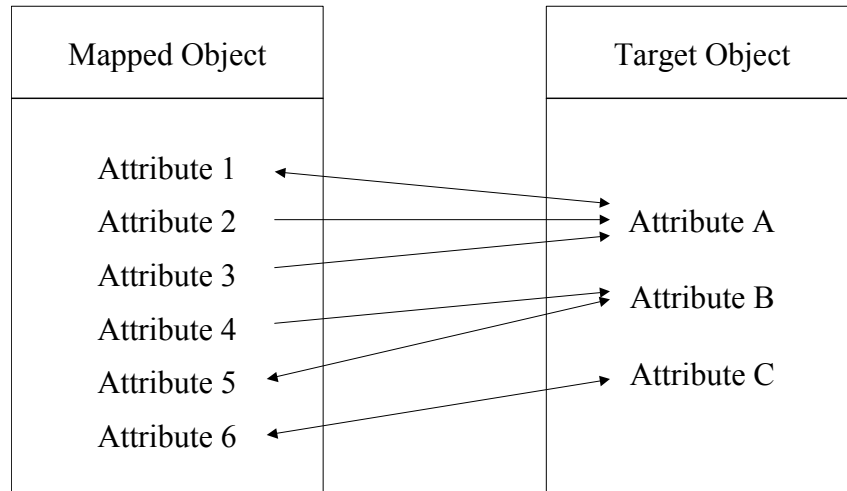 Mapped Object
Target Object
Attribute 1
Attribute 2
Attribute 3
Attribute 4
Attribute 5
Attribute 6
Attribute A
Attribute B
Attribute C